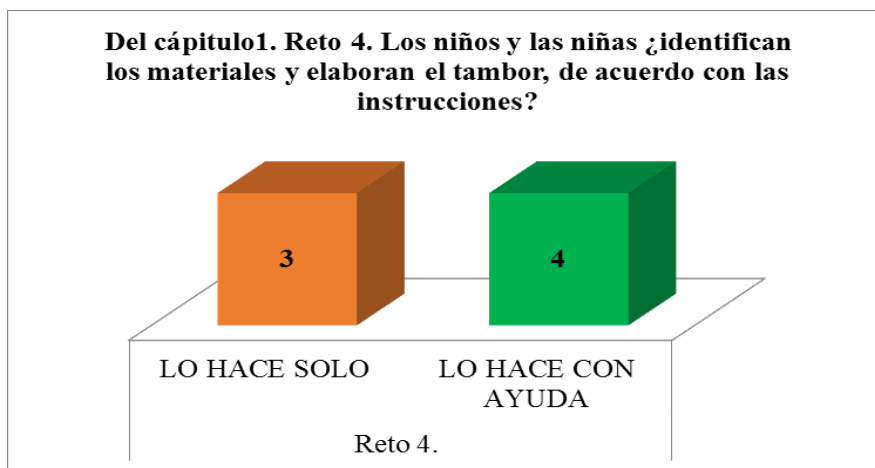 Del cápitulo1. Reto 4. Los niños y las niñas ¿identifican
los materiales y elaboran el tambor, de acuerdo con las
instrucciones?
3
4
LO HACE SOLO
LO HACE CON
AYUDA
Reto 4.